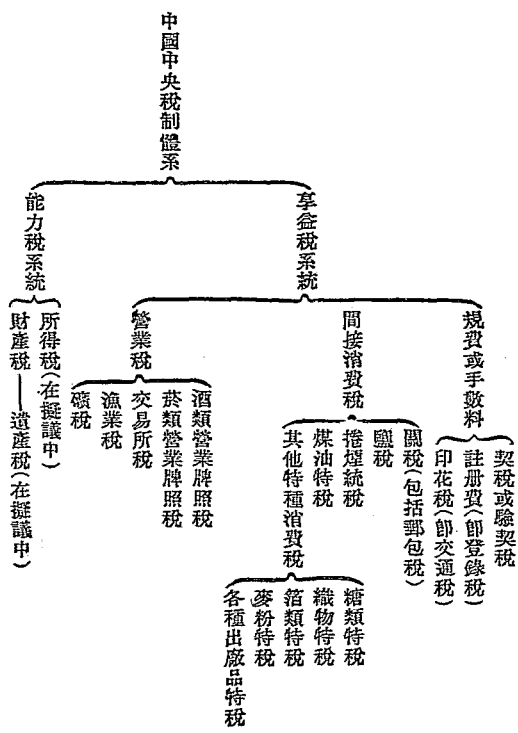 中國中央稅制體系
享益稅系統
規費或手數料
契稅或驗契稅
註册費(卽登錄稅)
印花稅(卽交通稅)
間接消費稅
關稅(包括郵包稅)
鹽稅
捲煙統稅
煤油特稅
其他特種消費稅
糖類特稅
織物特稅
箔類特稅
麥粉特稅
各種出廠品特稅
營業稅
酒類營業牌照稅
菸類營業牌照稅
交易所稅
漁業稅
礦稅
能力稅系統
所得稅(在擬議中)
財產稅——遺產稅(在擬議中)